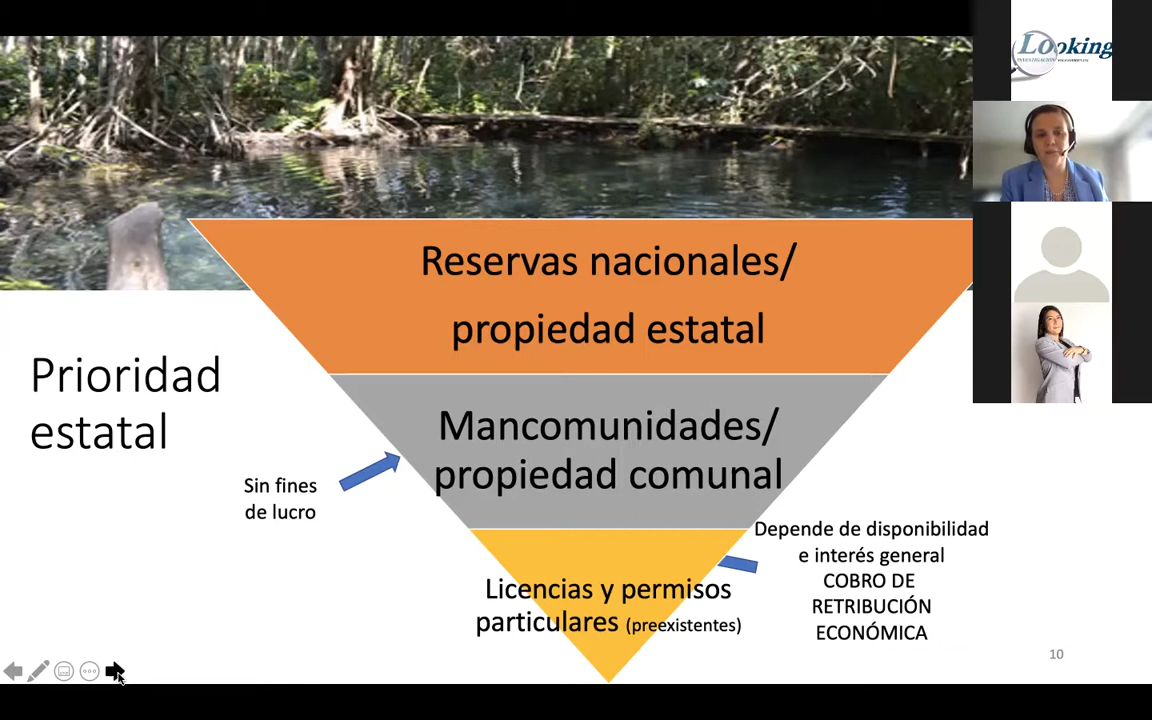 Looking
Reservas nacionales/
propiedad estatal
Prioridad
estatal
Mancomunidades/
propiedad comunal
Sin fines
de lucro
Depende de disponibilidad
e interés general
COBRO DE
RETRIBUCIÓN
ECONÓMICA
Licencias y permisos
particulares (preexistentes)
10